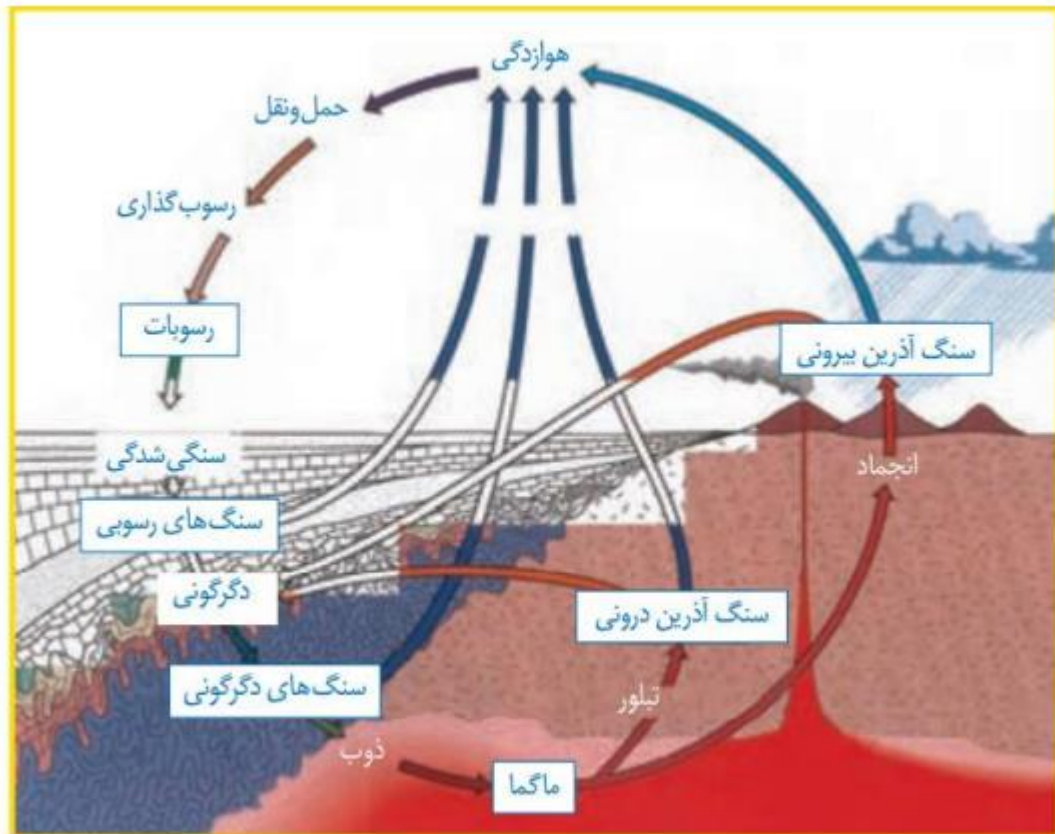 هوازدگی
حمل‌ونقل
رسوب‌گذاری
رسوبات
سنگ آذرین بیرونی
سنگی‌شدگی
انجماد
سنگ‌های رسوبی
دگرگونی
سنگ آذرین درونی
سنگ‌های دگرگونی
تبلور
ذوب
ماگما